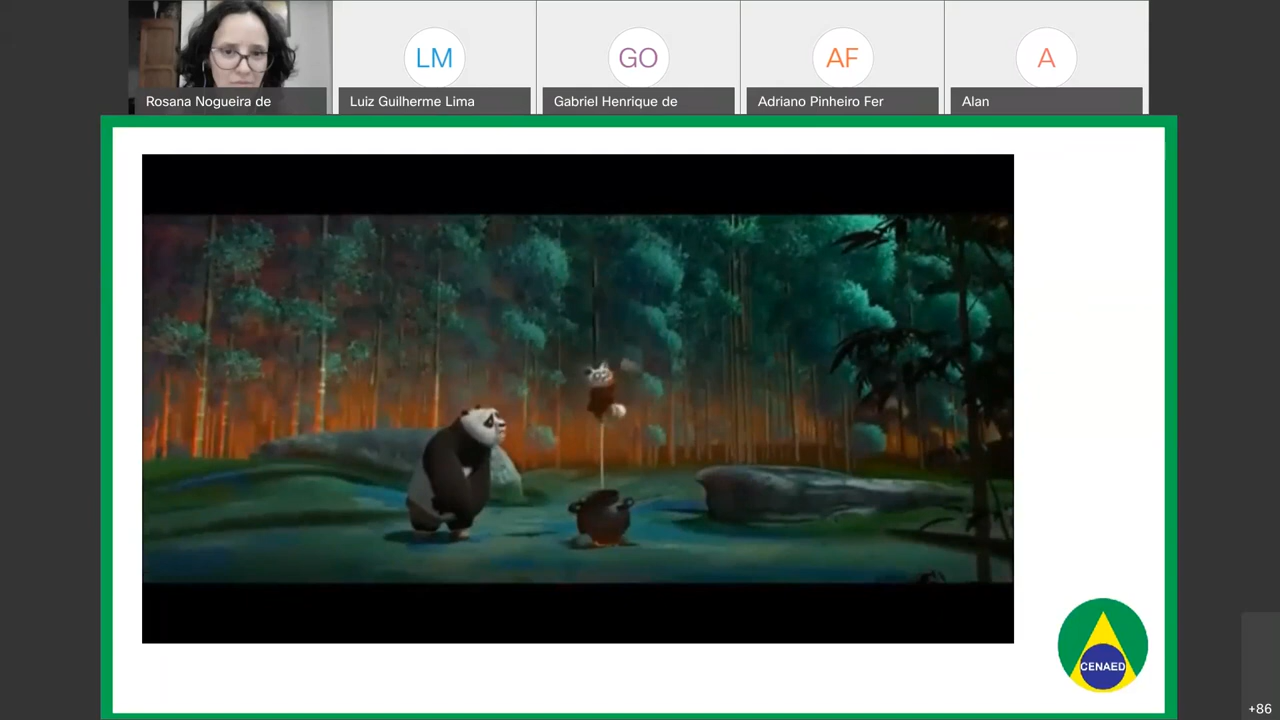 LM
GO
AF
A
Rosana Nogueira de
Luiz Guilherme Lima
Gabriel Henrique de
Adriano Pinheiro Fer
Alan
CENAED
+86